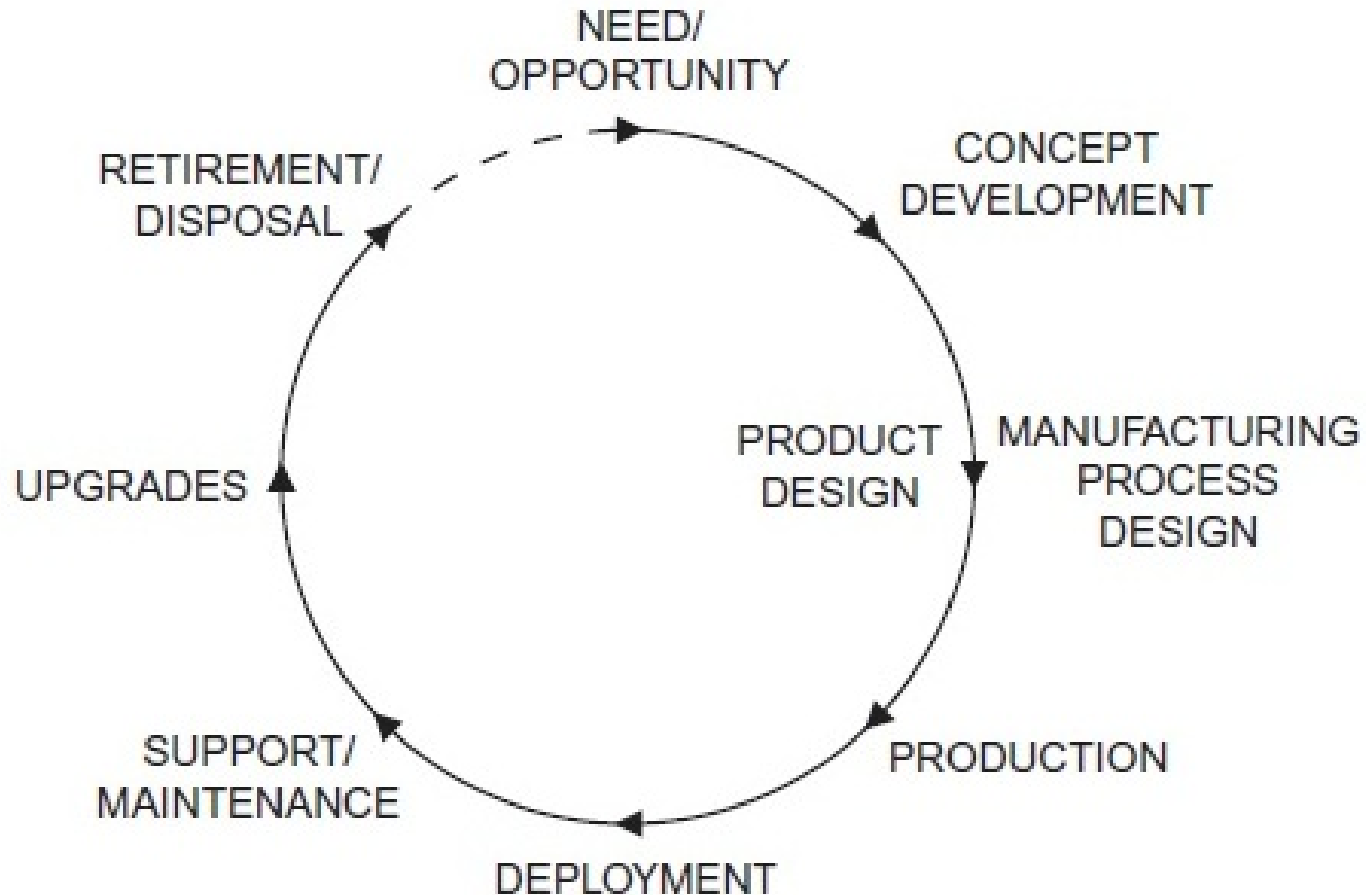 NEED/
OPPORTUNITY
CONCEPT
DEVELOPMENT
PRODUCT
DESIGN
MANUFACTURING
PROCESS
DESIGN
PRODUCTION
DEPLOYMENT
SUPPORT/
MAINTENANCE
UPGRADES
RETIREMENT/
DISPOSAL